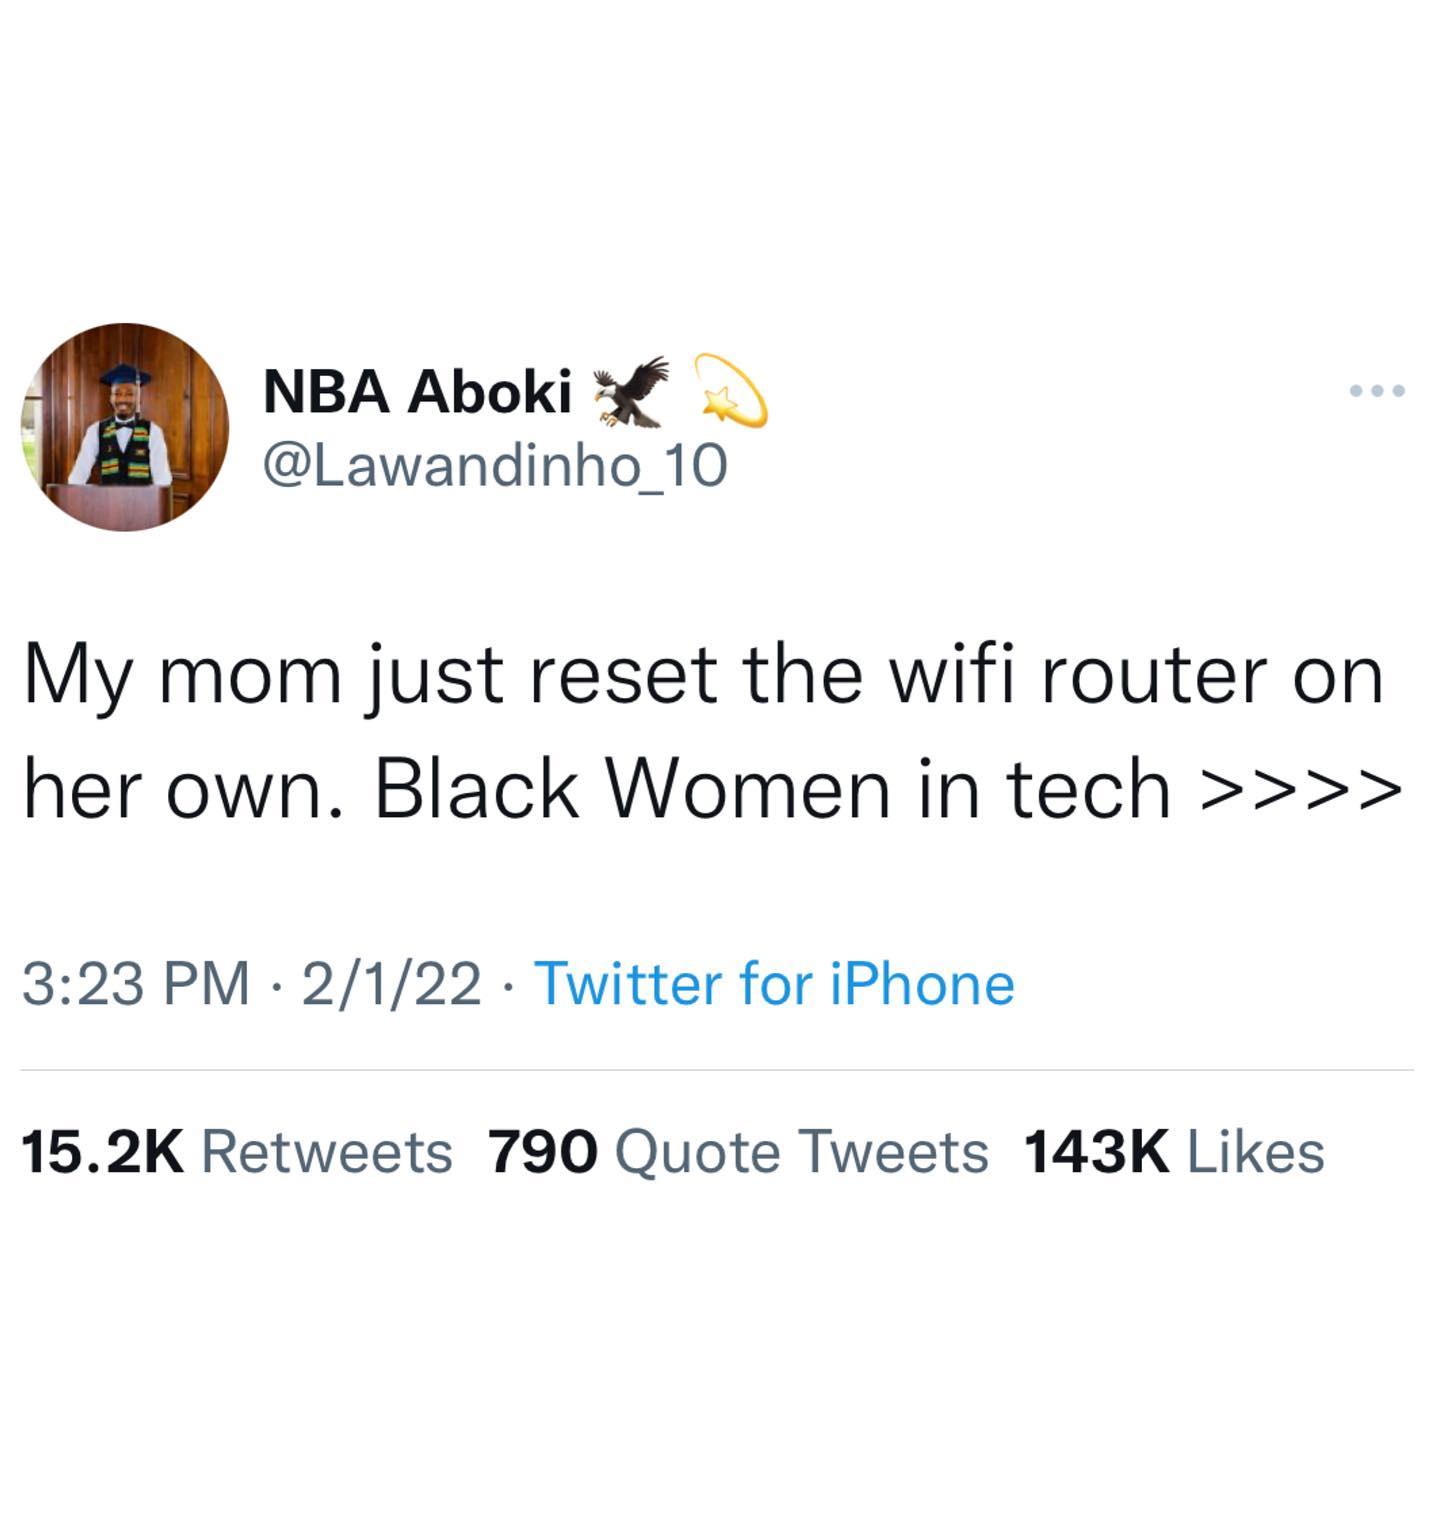 NBA Aboki 🦅 💫
@Lawandinho_10
My mom just reset the wifi router on
her own. Black Women in tech >>>>
3:23 PM · 2/1/22 · Twitter for iPhone
15.2K Retweets 790 Quote Tweets 143K Likes